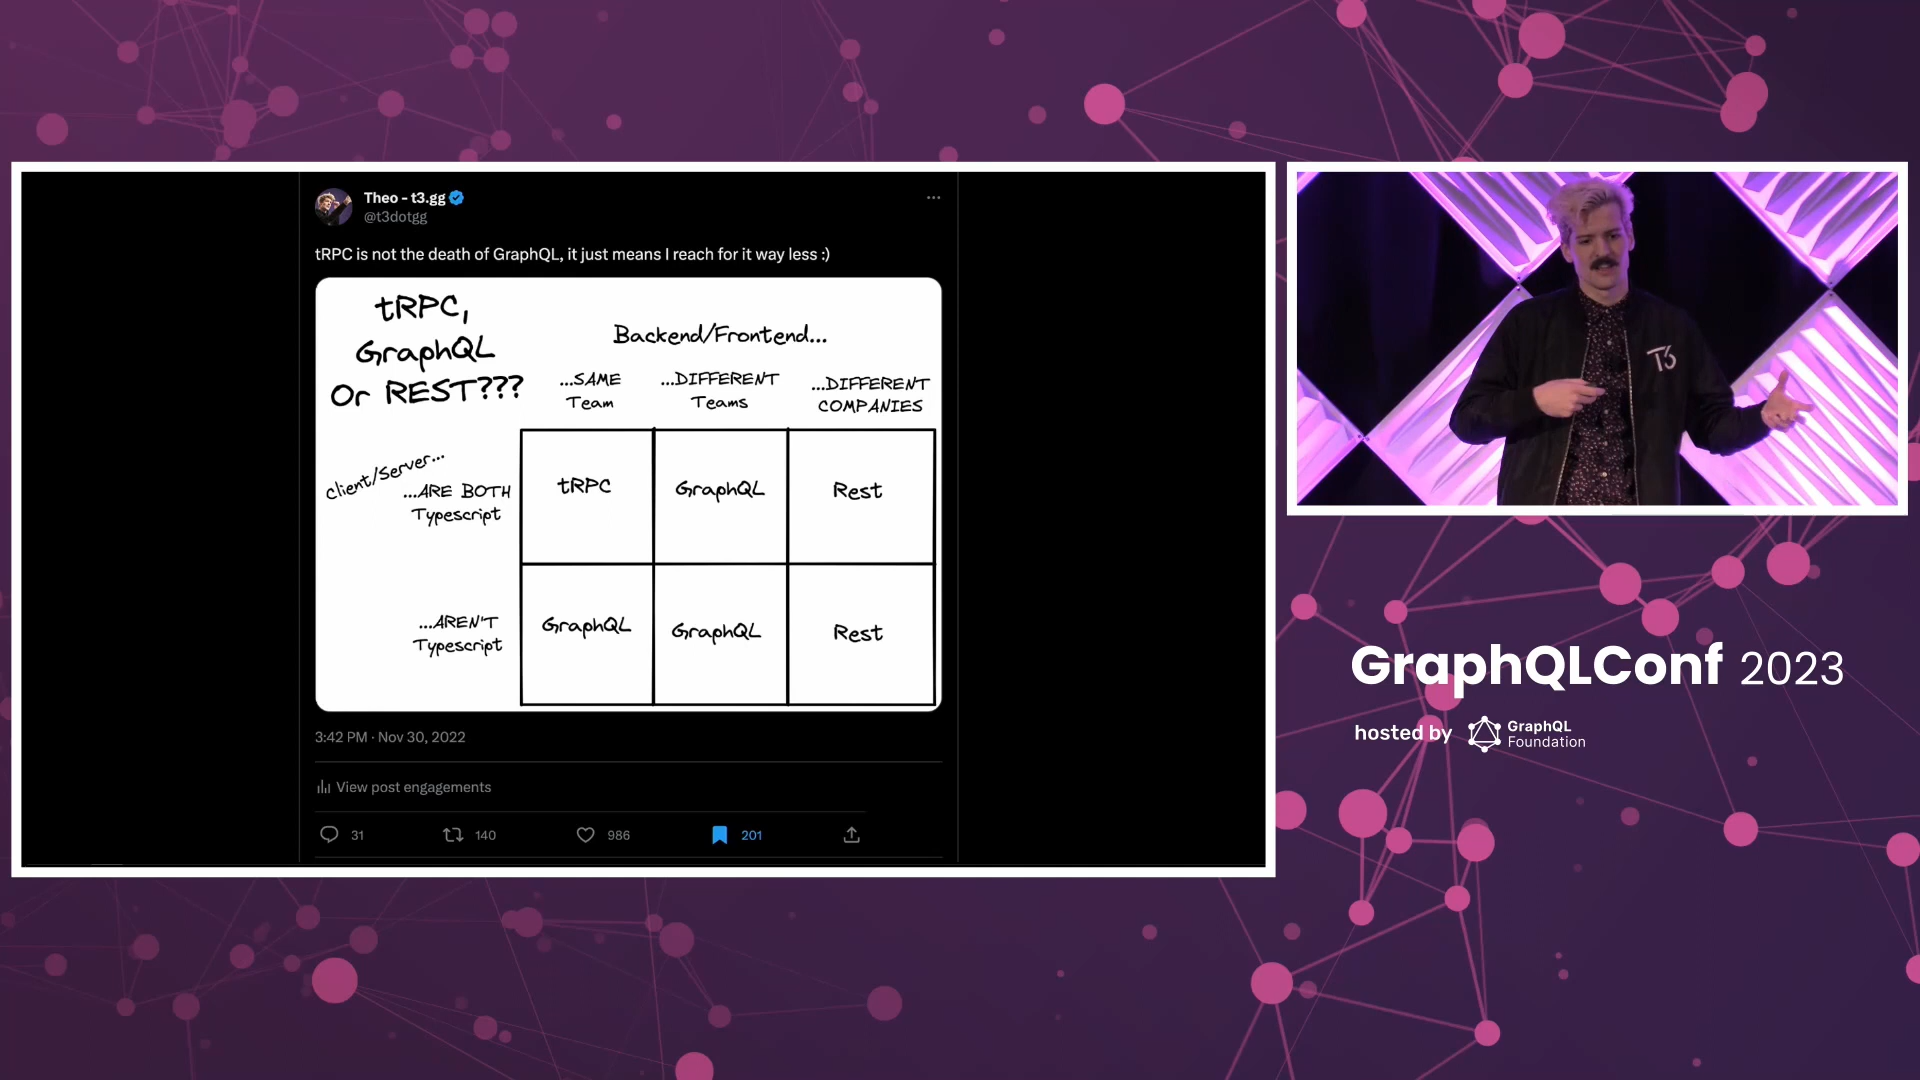 Theo - t3.gg
@t3dotgg
tRPC is not the death of GraphQL, it just means I reach for it way less :)
tRPC,
GraphQL
Or REST???
Backend/Frontend...
...SAME
Team
...DIFFERENT
Teams
...DIFFERENT
COMPANIES
Client/Server...
...ARE BOTH
Typescript
tRPC
GraphQL
Rest
...AREN'T
Typescript
GraphQL
GraphQL
Rest
3:42 PM · Nov 30, 2022
View post engagements
31
140
986
201
T3
GraphQLConf 2023
hosted by
GraphQL
Foundation